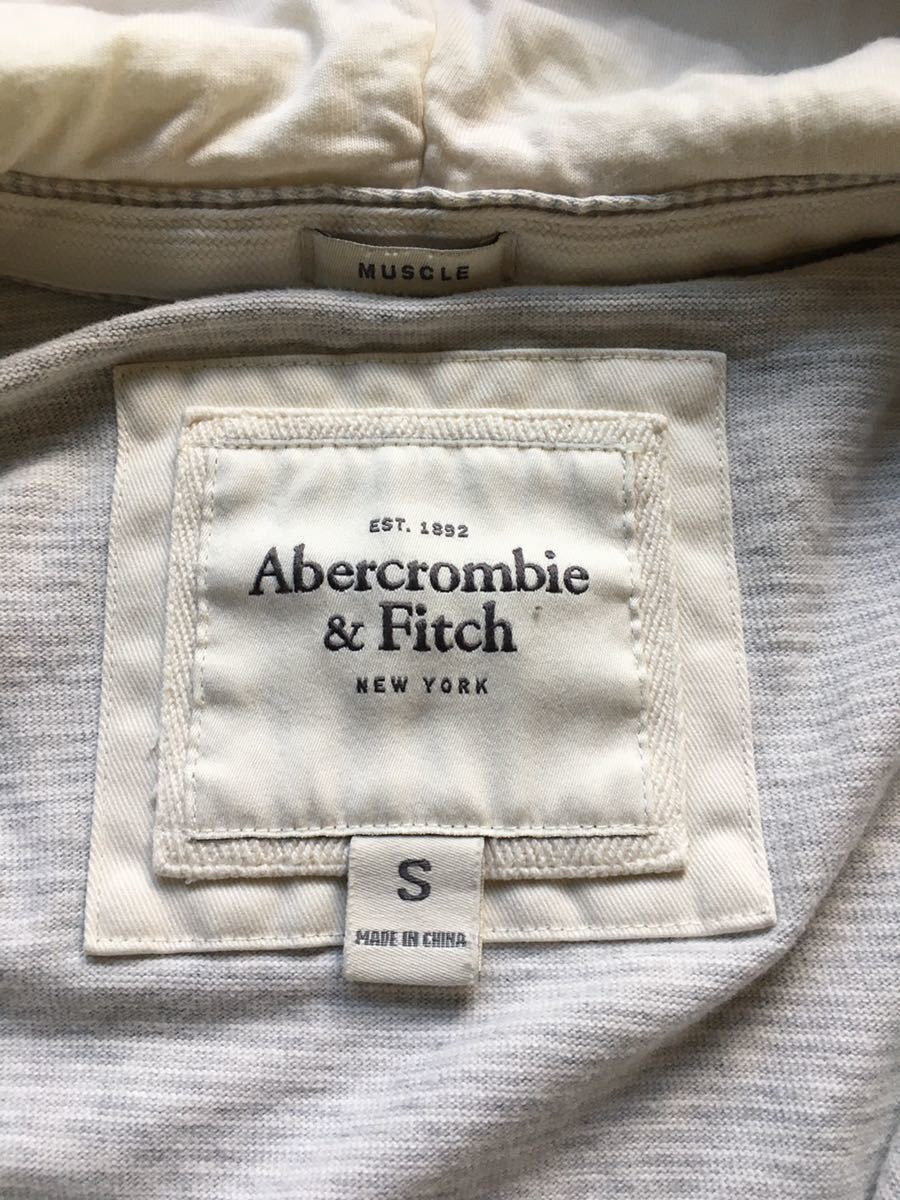 MUSCLE
EST. 1892
Abercrombie
& Fitch
NEW YORK
S
MADE IN CHINA